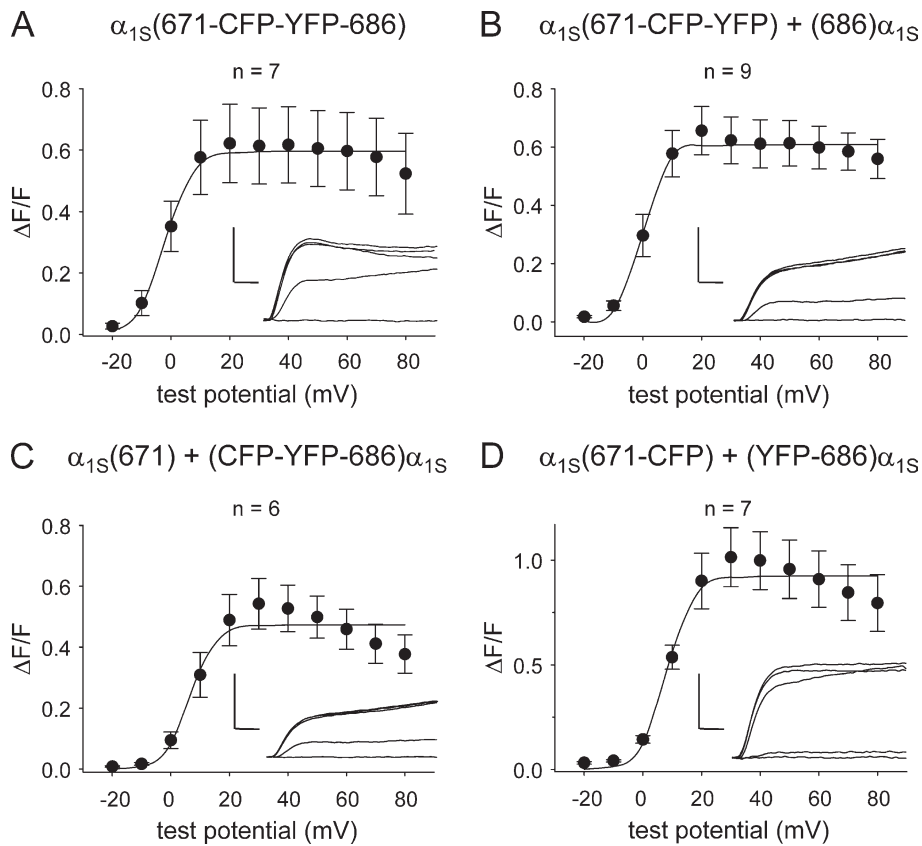 A α1S(671-CFP-YFP-686)
n = 7
0.8
0.6
0.4
0.2
0.0
ΔF/F
-20 0 20 40 60 80
test potential (mV)
B α1S(671-CFP-YFP) + (686)α1S
n = 9
0.8
0.6
0.4
0.2
0.0
ΔF/F
-20 0 20 40 60 80
test potential (mV)
C α1S(671) + (CFP-YFP-686)α1S
n = 6
0.8
0.6
0.4
0.2
0.0
ΔF/F
-20 0 20 40 60 80
test potential (mV)
D α1S(671-CFP) + (YFP-686)α1S
n = 7
1.0
0.5
0.0
ΔF/F
-20 0 20 40 60 80
test potential (mV)